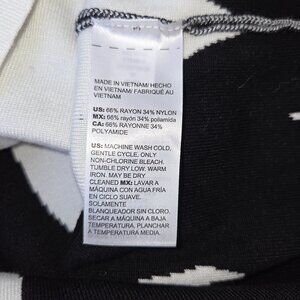 MADE IN VIETNAM/ HECHO
EN VIETNAM/ FABRIQUÉ AU
VIETNAM
US: 66% RAYON 34% NYLON
MX: 66% rayón 34% poliamida
CA: 66% RAYONNE 34%
POLYAMIDE
US: MACHINE WASH COLD,
GENTLE CYCLE. ONLY
NON-CHLORINE BLEACH.
TUMBLE DRY LOW. WARM
IRON. MAY BE DRY
CLEANED MX: LAVAR A
MÁQUINA CON AGUA FRÍA
EN CICLO SUAVE.
SOLAMENTE
BLANQUEADOR SIN CLORO.
SECAR A MÁQUINA A BAJA
TEMPERATURA. PLANCHAR
A TEMPERATURA MEDIA.